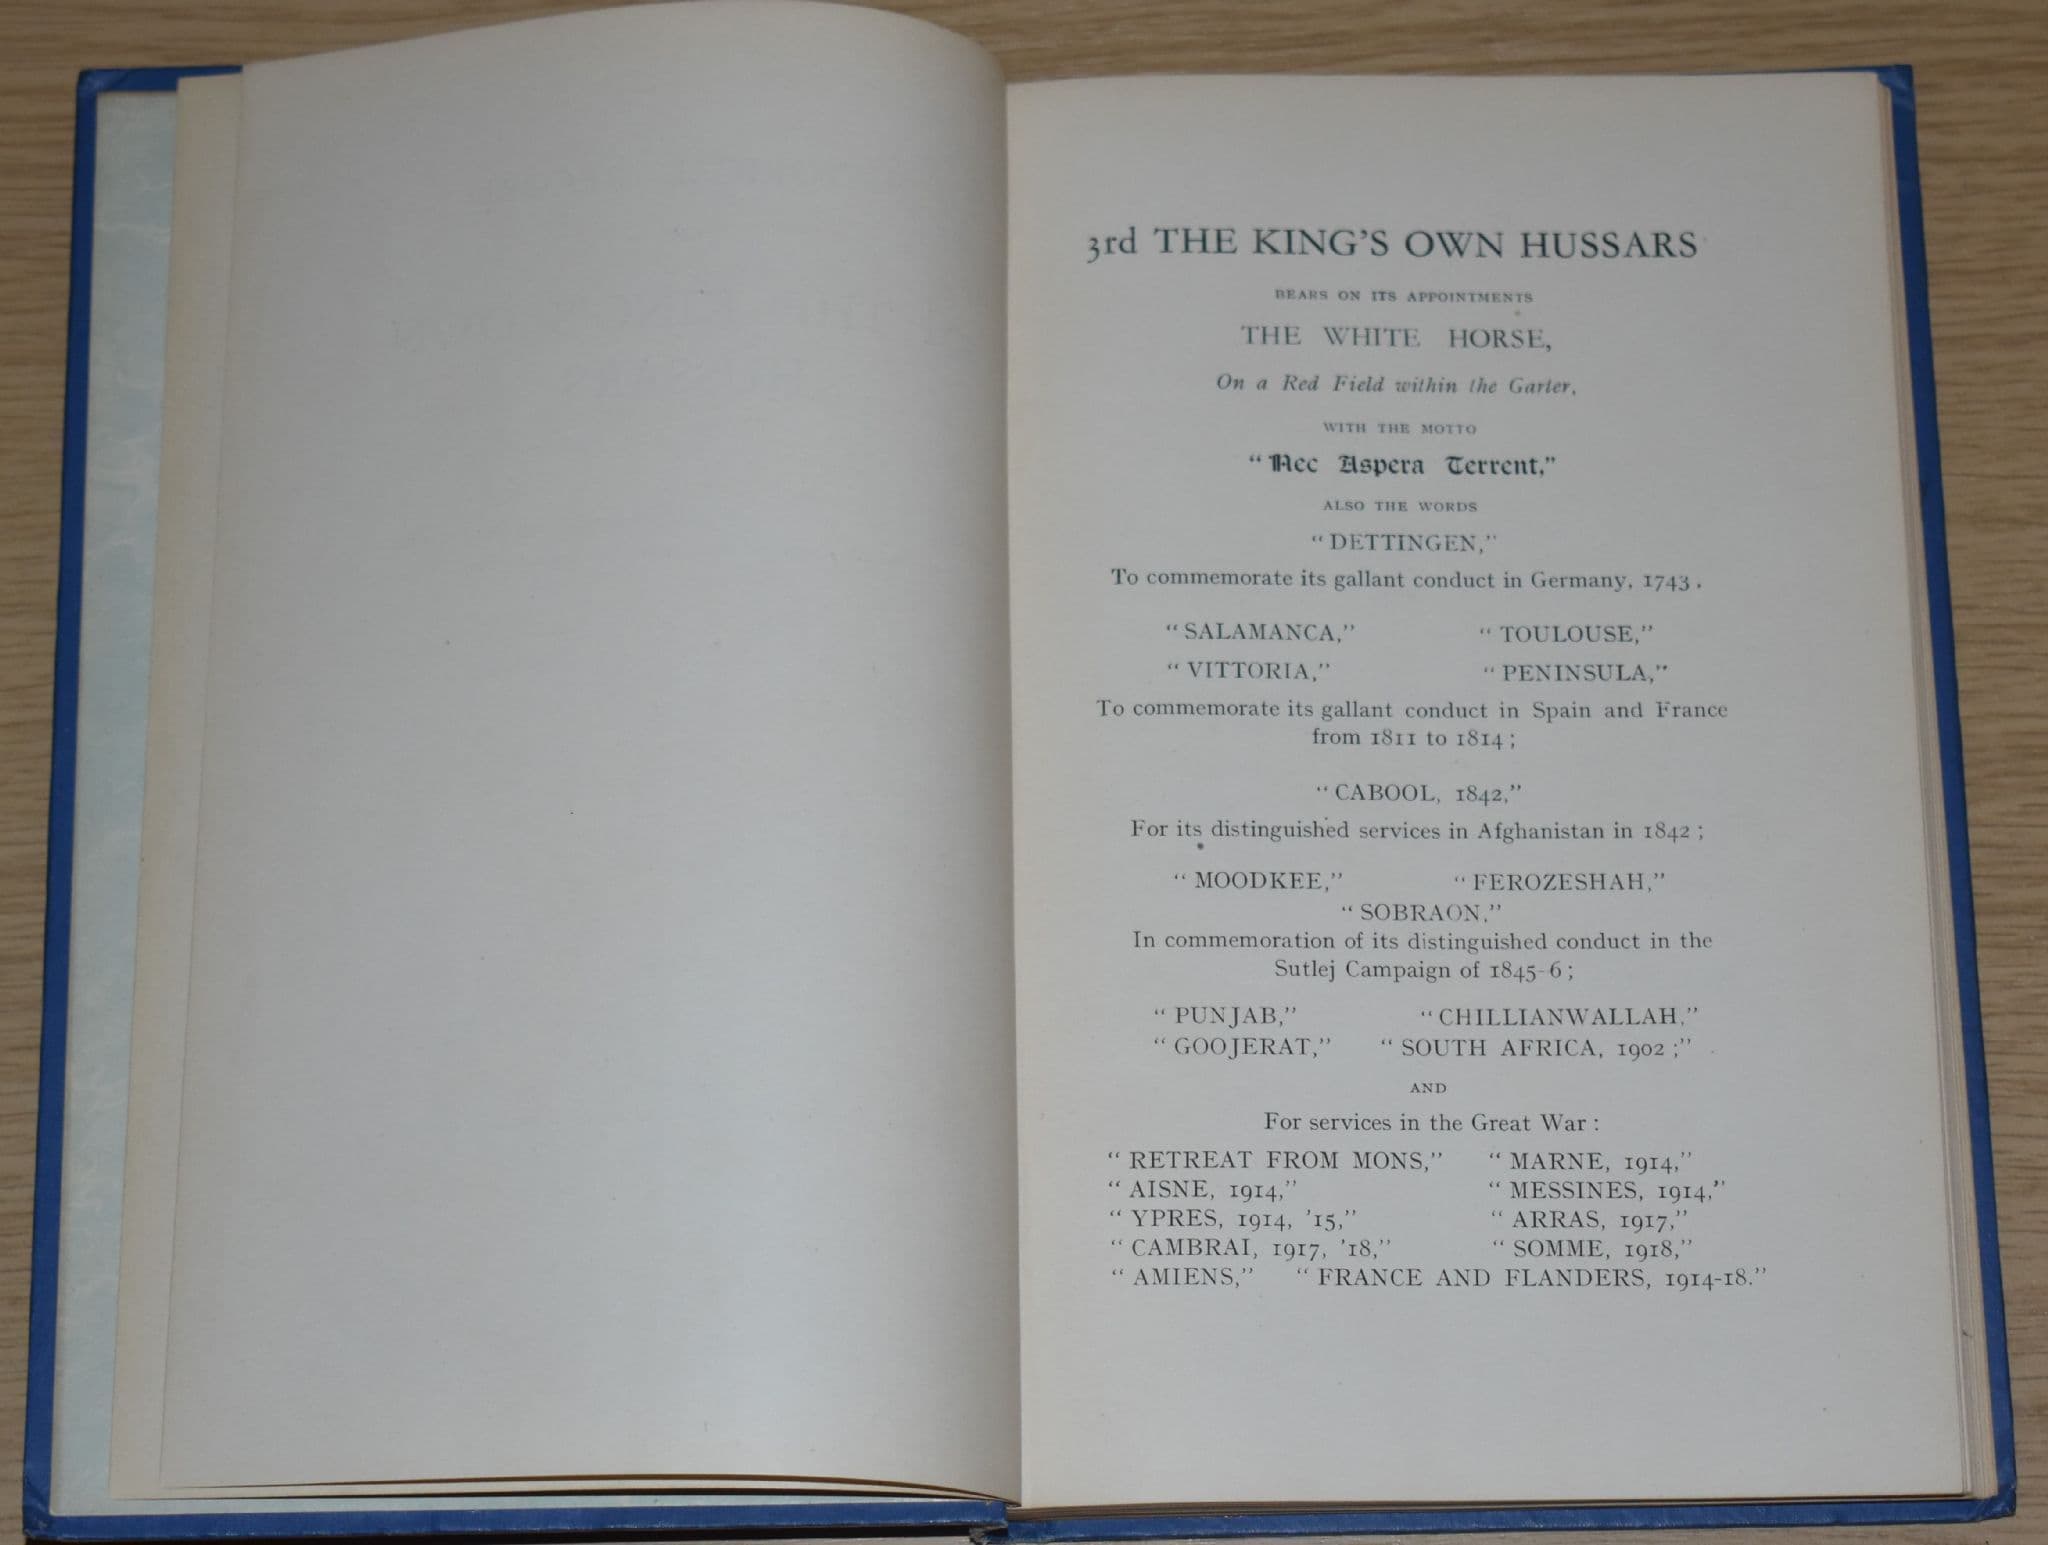 3rd THE KING'S OWN HUSSARS
BEARS ON ITS APPOINTMENTS
THE WHITE HORSE,
On a Red Field within the Garter,
WITH THE MOTTO
"Nec Aspera Terrent,"
ALSO THE WORDS
"DETTINGEN,"
To commemorate its gallant conduct in Germany, 1743.
"SALAMANCA," "TOULOUSE,"
"VITTORIA," "PENINSULA,"
To commemorate its gallant conduct in Spain and France
from 1811 to 1814;
"CABOOL, 1842,"
For its distinguished services in Afghanistan in 1842;
"MOODKEE," "FEROZESHAH,"
"SOBRAON."
In commemoration of its distinguished conduct in the
Sutlej Campaign of 1845-6;
"PUNJAB," "CHILLIANWALLAH,"
"GOOJERAT," "SOUTH AFRICA, 1902;"
AND
For services in the Great War:
"RETREAT FROM MONS," "MARNE, 1914,"
"AISNE, 1914," "MESSINES, 1914,"
"YPRES, 1914, '15," "ARRAS, 1917,"
"CAMBRAI, 1917, '18," "SOMME, 1918,"
"AMIENS," "FRANCE AND FLANDERS, 1914-18."